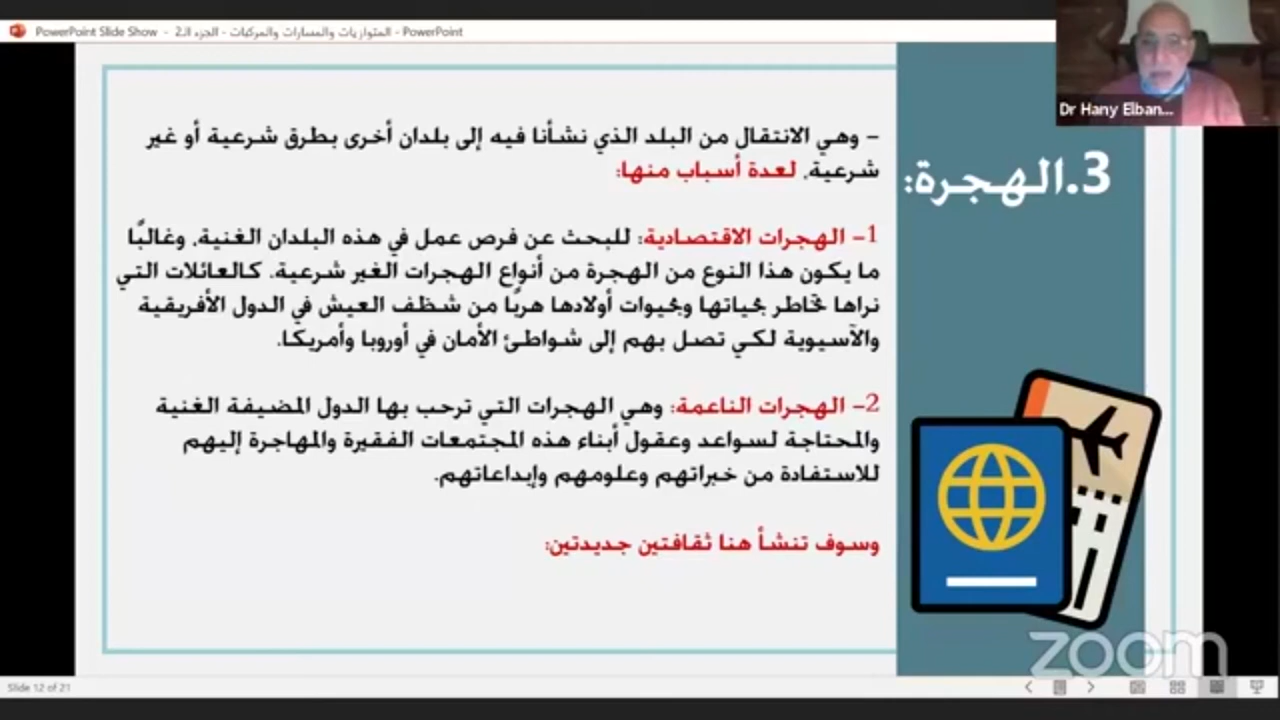 PowerPoint Slide Show - المتوازيات والمسارات والمركبات - الجزء الـ2 - PowerPoint
Dr Hany Elban...
3.الهجرة:
– وهي الانتقال من البلد الذي نشأنا فيه إلى بلدان أخرى بطرق شرعية أو غير
شرعية، لعدة أسباب منها:
1– الهجرات الاقتصادية: للبحث عن فرص عمل في هذه البلدان الغنية، وغالبًا
ما يكون هذا النوع من الهجرة من أنواع الهجرات الغير شرعية. كالعائلات التي
نراها تخاطر بحياتها وبحيوات أولادها هربًا من شظف العيش في الدول الأفريقية
والآسيوية لكي تصل بهم إلى شواطئ الأمان في أوروبا وأمريكا.
2– الهجرات الناعمة: وهي الهجرات التي ترحب بها الدول المضيفة الغنية
والمحتاجة لسواعد وعقول أبناء هذه المجتمعات الفقيرة والمهاجرة إليهم
للاستفادة من خبراتهم وعلومهم وإبداعاتهم.
وسوف تنشأ هنا ثقافتين جديدتين:
zoom
Slide 12 of 21